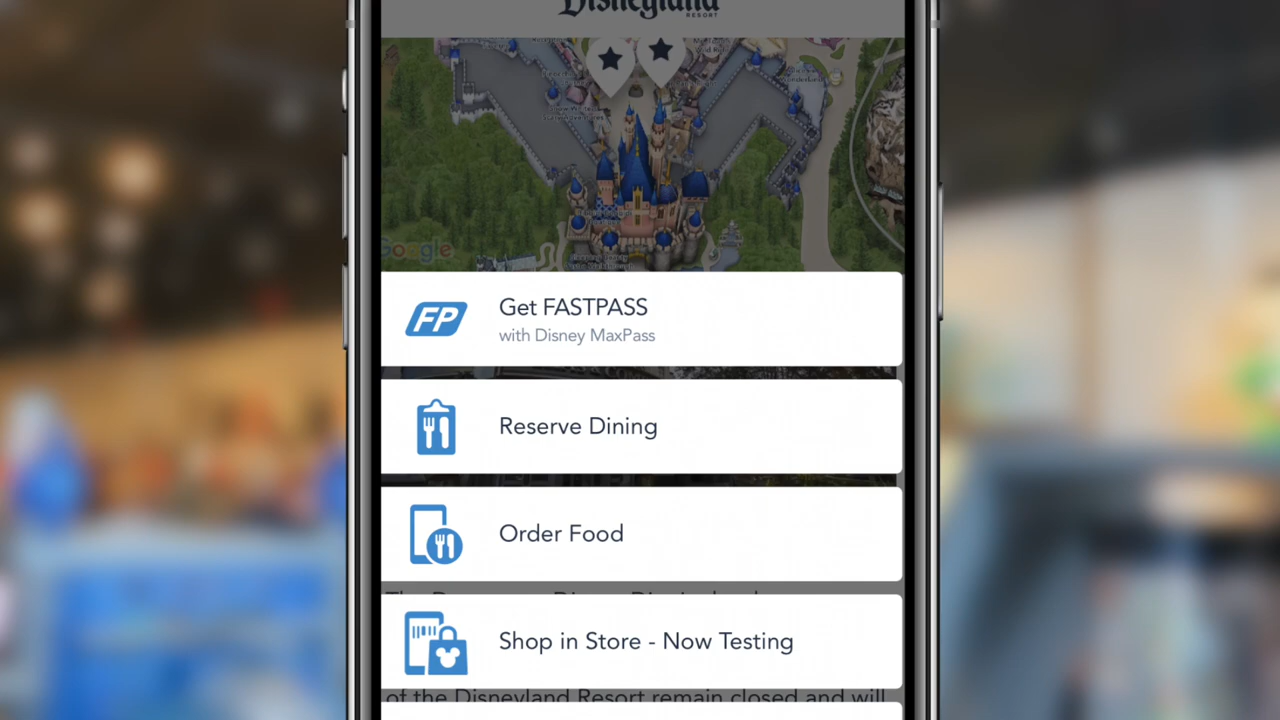 Disneyland
RESORT
Google
FP
Get FASTPASS
with Disney MaxPass
Reserve Dining
Order Food
Shop in Store - Now Testing
of the Disneyland Resort remain closed and will